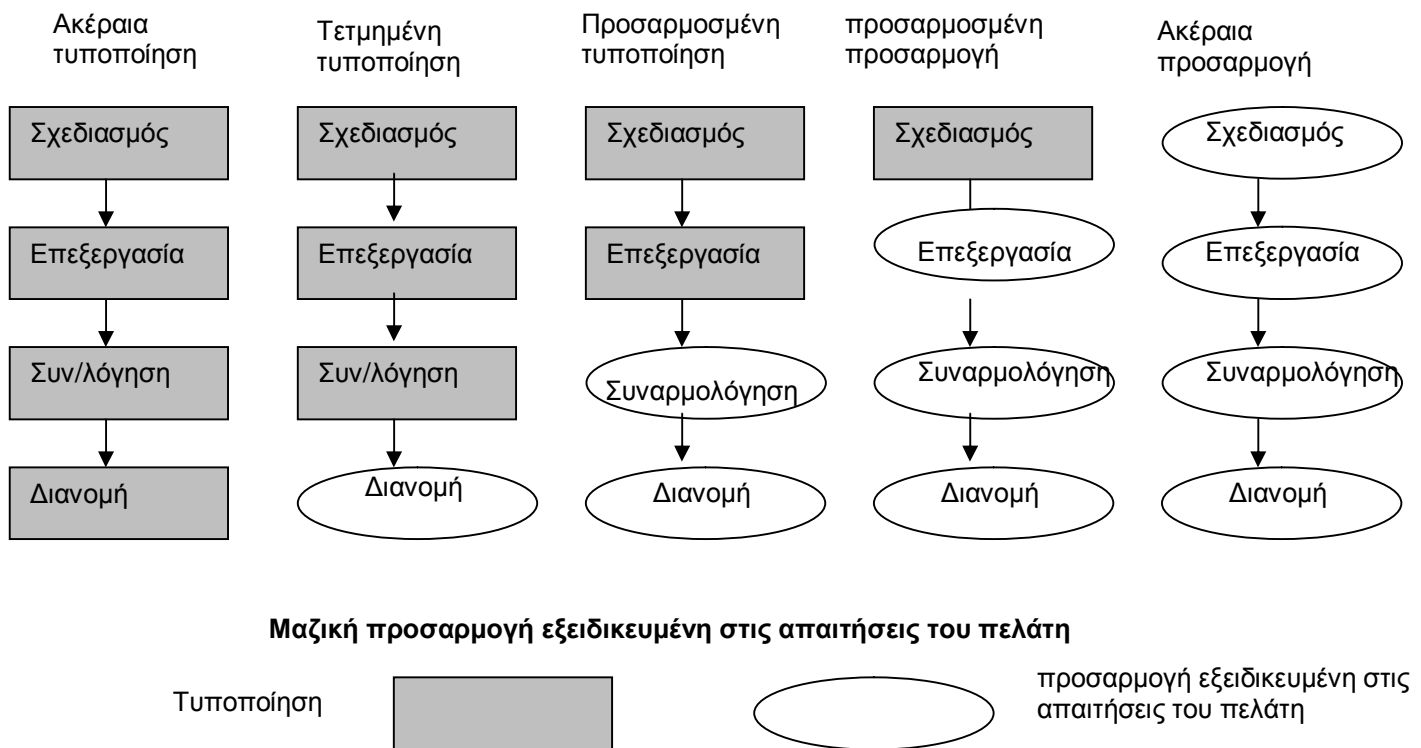 Ακέραια
τυποποίηση
Τετμημένη
τυποποίηση
Προσαρμοσμένη
τυποποίηση
προσαρμοσμένη
προσαρμογή
Ακέραια
προσαρμογή
Σχεδιασμός
Σχεδιασμός
Σχεδιασμός
Σχεδιασμός
Σχεδιασμός
Επεξεργασία
Επεξεργασία
Επεξεργασία
Επεξεργασία
Επεξεργασία
Συν/λόγηση
Συν/λόγηση
Συναρμολόγηση
Συναρμολόγηση
Συναρμολόγηση
Διανομή
Διανομή
Διανομή
Διανομή
Διανομή
Μαζική προσαρμογή εξειδικευμένη στις απαιτήσεις του πελάτη
Τυποποίηση
προσαρμογή εξειδικευμένη στις
απαιτήσεις του πελάτη